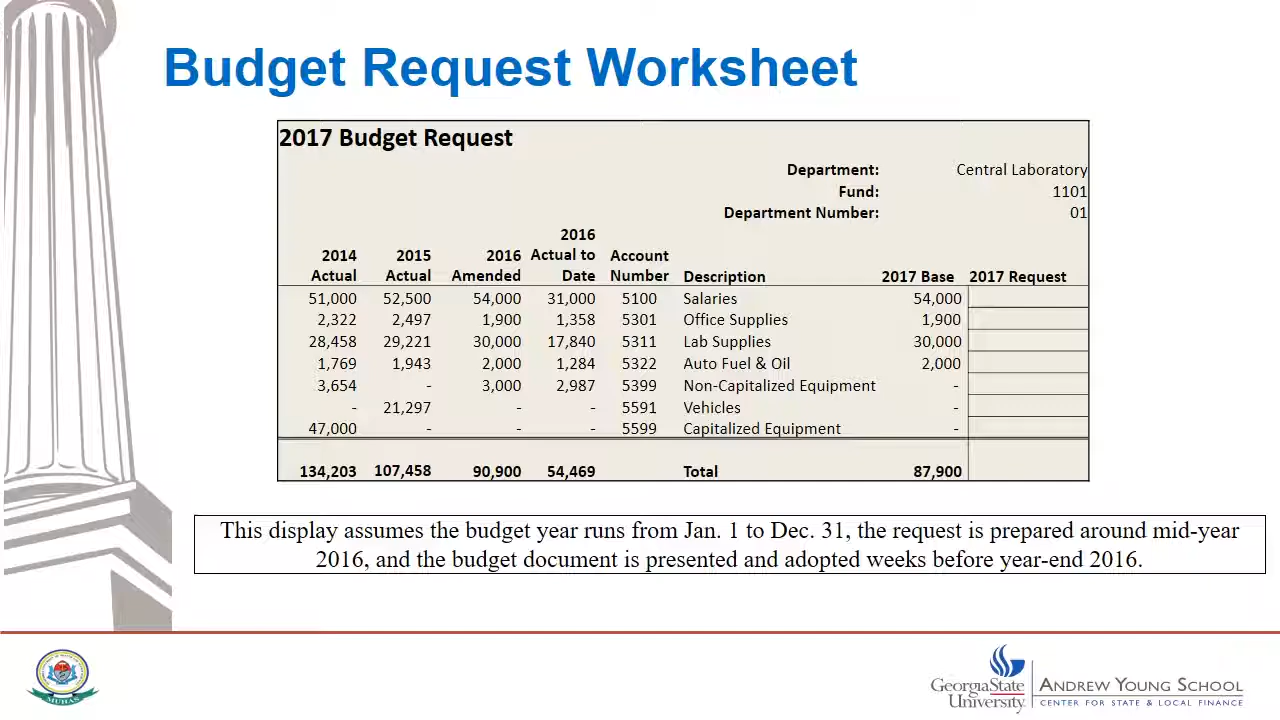 Budget Request Worksheet
2017 Budget Request
Department: Central Laboratory
Fund: 1101
Department Number: 01
2016
2014 2015 2016 Actual to Account
Actual Actual Amended Date Number Description 2017 Base 2017 Request
51,000 52,500 54,000 31,000 5100 Salaries 54,000
2,322 2,497 1,900 1,358 5301 Office Supplies 1,900
28,458 29,221 30,000 17,840 5311 Lab Supplies 30,000
1,769 1,943 2,000 1,284 5322 Auto Fuel & Oil 2,000
3,654 - 3,000 2,987 5399 Non-Capitalized Equipment -
- 21,297 - - 5591 Vehicles -
47,000 - - - 5599 Capitalized Equipment -
134,203 107,458 90,900 54,469 Total 87,900
This display assumes the budget year runs from Jan. 1 to Dec. 31, the request is prepared around mid-year
2016, and the budget document is presented and adopted weeks before year-end 2016.
MUHAS
GeorgiaState
University
ANDREW YOUNG SCHOOL
CENTER FOR STATE & LOCAL FINANCE